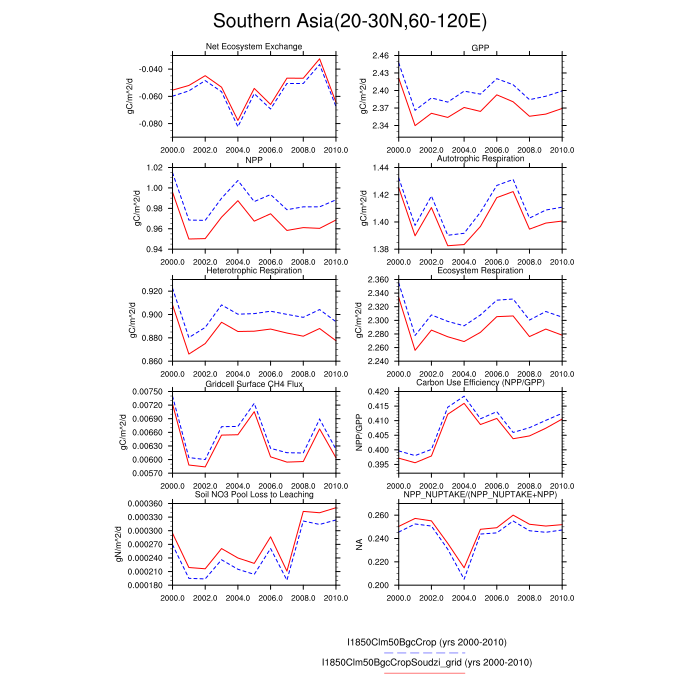 Southern Asia(20-30N,60-120E)
Net Ecosystem Exchange
GPP
gC/m^2/d
-0.040
-0.060
-0.080
2000.0 2002.0 2004.0 2006.0 2008.0 2010.0
gC/m^2/d
2.46
2.43
2.40
2.37
2.34
2000.0 2002.0 2004.0 2006.0 2008.0 2010.0
NPP
Autotrophic Respiration
gC/m^2/d
1.02
1.00
0.98
0.96
0.94
2000.0 2002.0 2004.0 2006.0 2008.0 2010.0
gC/m^2/d
1.44
1.42
1.40
1.38
2000.0 2002.0 2004.0 2006.0 2008.0 2010.0
Heterotrophic Respiration
Ecosystem Respiration
gC/m^2/d
0.920
0.900
0.880
0.860
2000.0 2002.0 2004.0 2006.0 2008.0 2010.0
gC/m^2/d
2.360
2.340
2.320
2.300
2.280
2.260
2.240
2000.0 2002.0 2004.0 2006.0 2008.0 2010.0
Gridcell Surface CH4 Flux
Carbon Use Efficiency (NPP/GPP)
gC/m^2/d
0.00750
0.00720
0.00690
0.00660
0.00630
0.00600
0.00570
2000.0 2002.0 2004.0 2006.0 2008.0 2010.0
NPP/GPP
0.420
0.415
0.410
0.405
0.400
0.395
2000.0 2002.0 2004.0 2006.0 2008.0 2010.0
Soil NO3 Pool Loss to Leaching
NPP_NUPTAKE/(NPP_NUPTAKE+NPP)
gN/m^2/d
0.000360
0.000330
0.000300
0.000270
0.000240
0.000210
0.000180
2000.0 2002.0 2004.0 2006.0 2008.0 2010.0
NA
0.260
0.240
0.220
0.200
2000.0 2002.0 2004.0 2006.0 2008.0 2010.0
I1850Clm50BgcCrop (yrs 2000-2010)
I1850Clm50BgcCropSoudzi_grid (yrs 2000-2010)